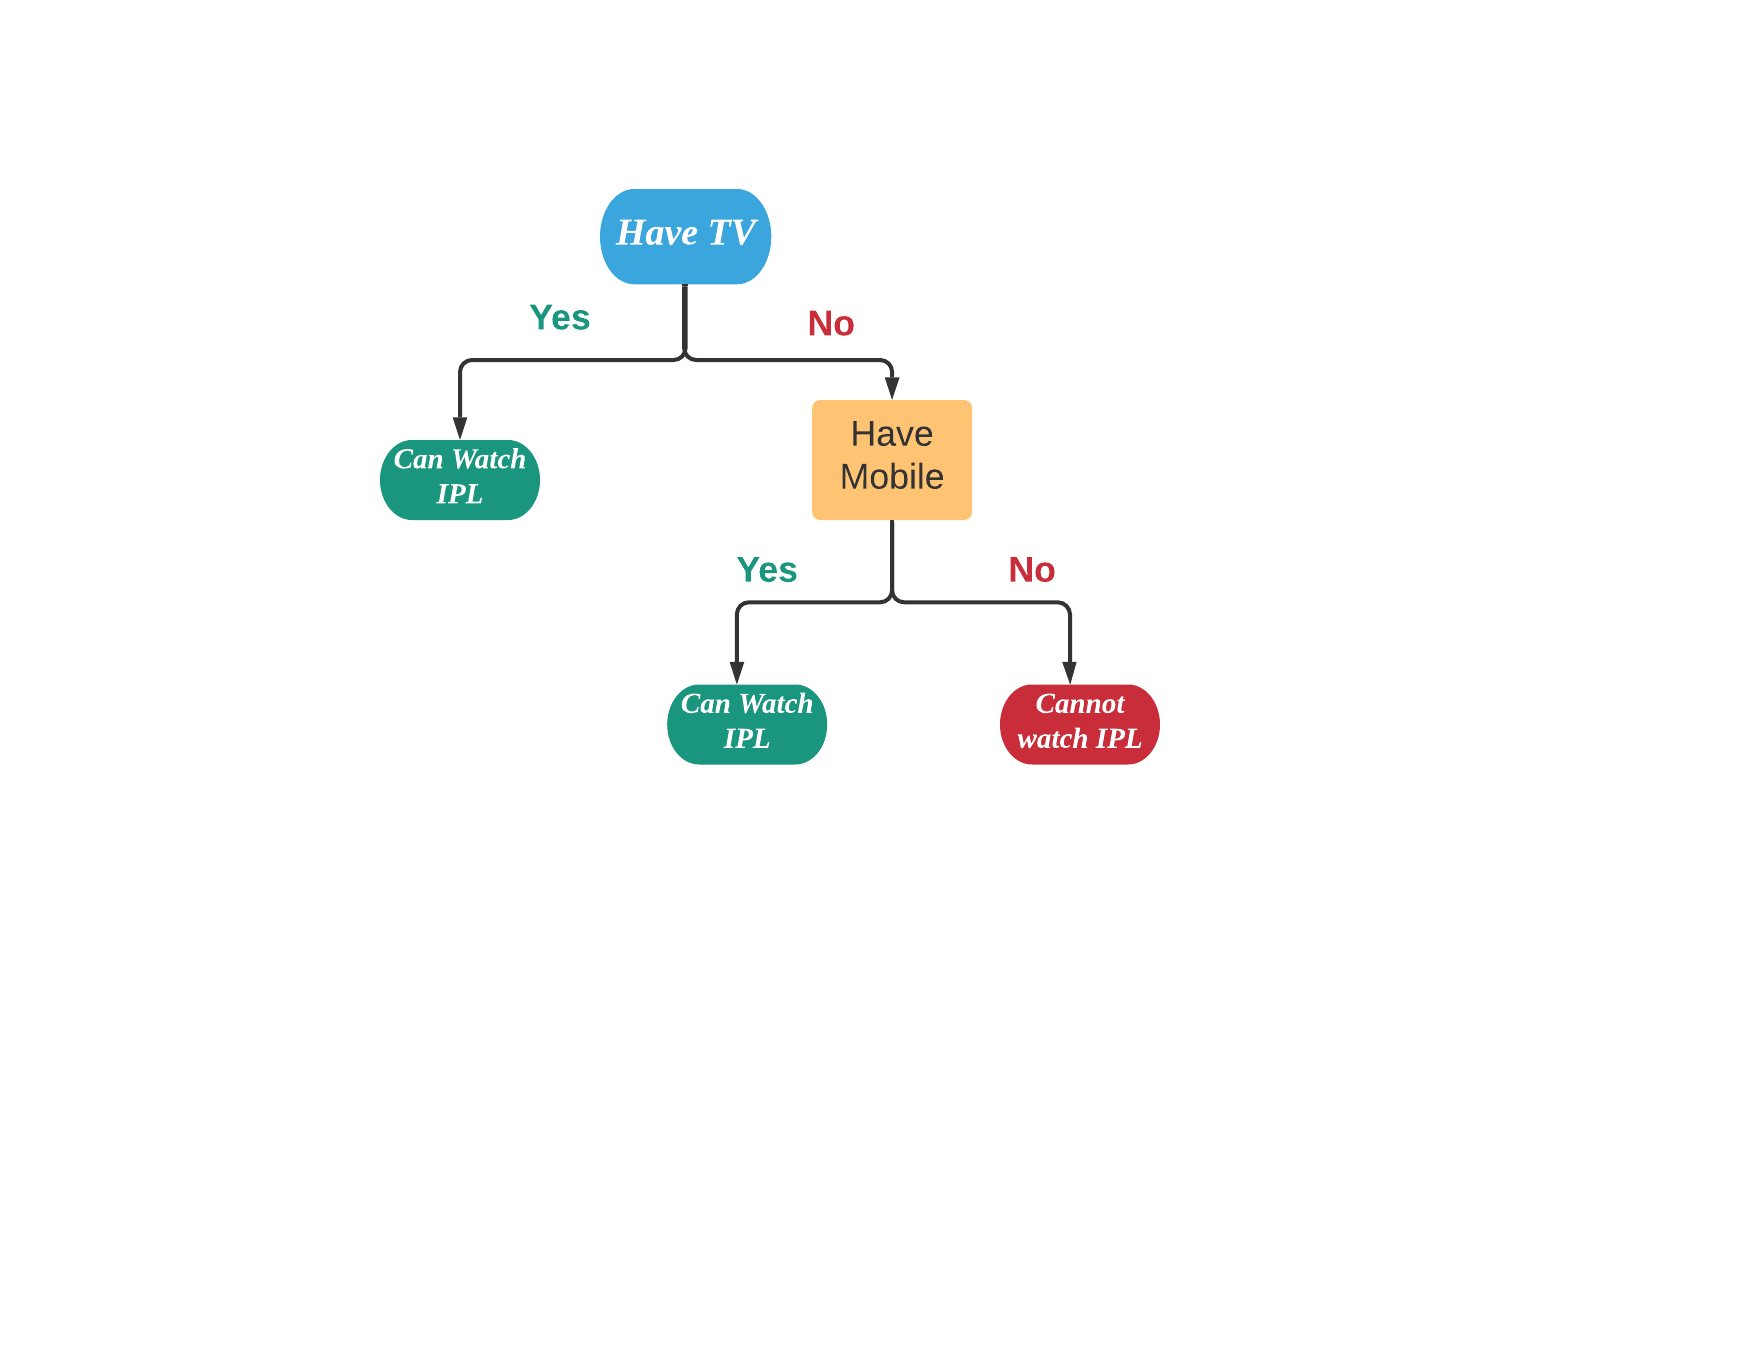 Have TV
Yes
No
Can Watch
IPL
Have
Mobile
Yes
No
Can Watch
IPL
Cannot
watch IPL